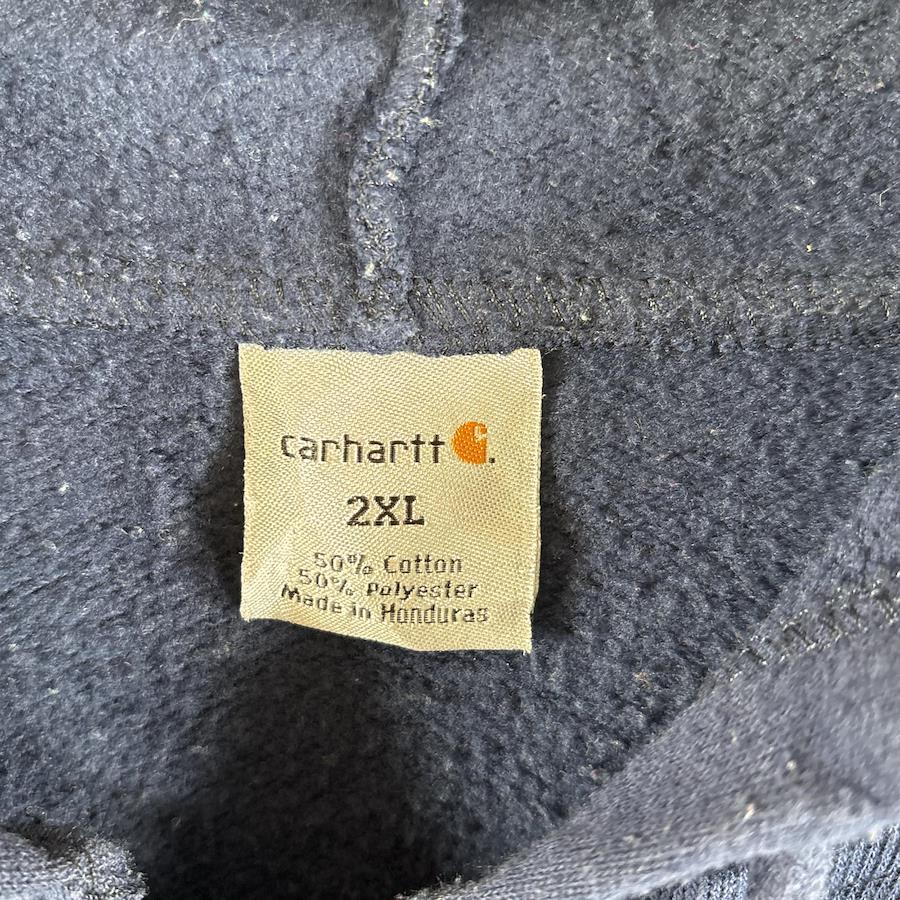 carhartt
2XL
50% Cotton
50% Polyester
Made in Honduras